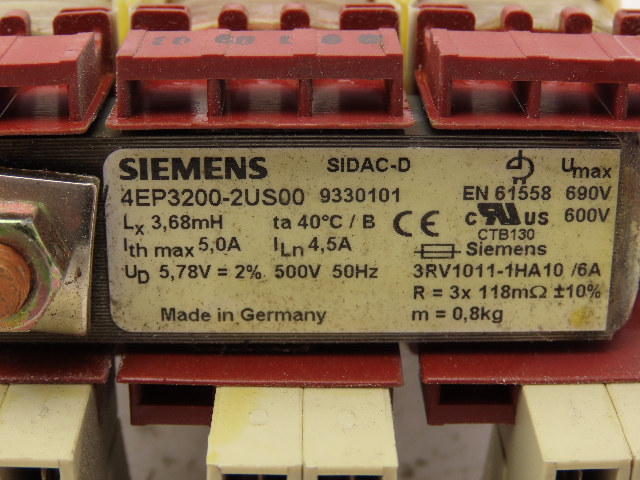 SIEMENS SIDAC-D Umax
4EP3200-2US00 9330101 EN 61558 690V
Lx 3,68mH ta 40°C / B CE c RU US 600V
CTB130
Ith max 5,0A ILn 4,5A Siemens
UD 5,78V = 2% 500V 50Hz 3RV1011-1HA10 /6A
R = 3x 118mΩ ±10%
Made in Germany m = 0,8kg